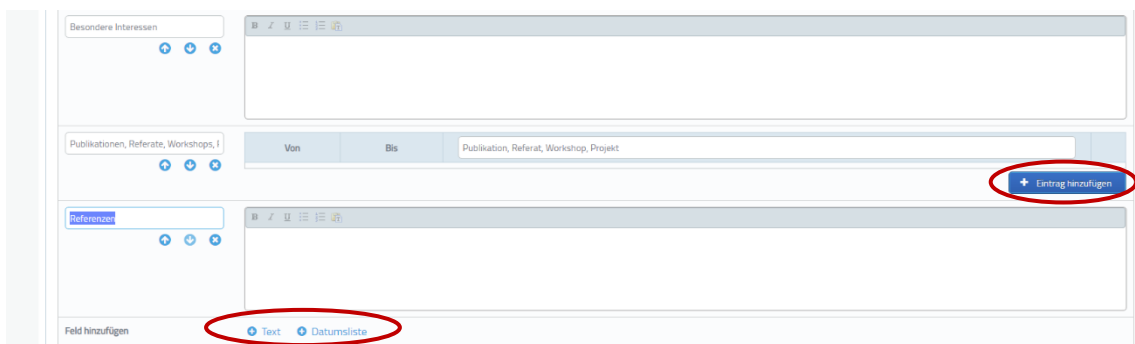 Besondere Interessen
B I U
Publikationen, Referate, Workshops,
Von Bis Publikation, Referat, Workshop, Projekt
+ Eintrag hinzufügen
Referenzen
B I U
Feld hinzufügen + Text + Datumsliste